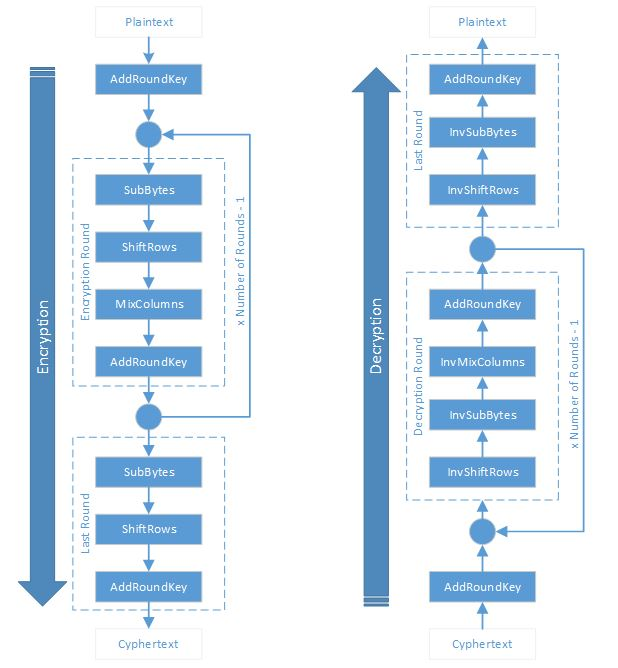 Plaintext
AddRoundKey
SubBytes
ShiftRows
MixColumns
AddRoundKey
Encryption Round
x Number of Rounds - 1
Encryption
SubBytes
ShiftRows
AddRoundKey
Last Round
Cyphertext
Plaintext
AddRoundKey
InvSubBytes
InvShiftRows
Last Round
AddRoundKey
InvMixColumns
InvSubBytes
InvShiftRows
Decryption Round
x Number of Rounds - 1
Decryption
AddRoundKey
Cyphertext